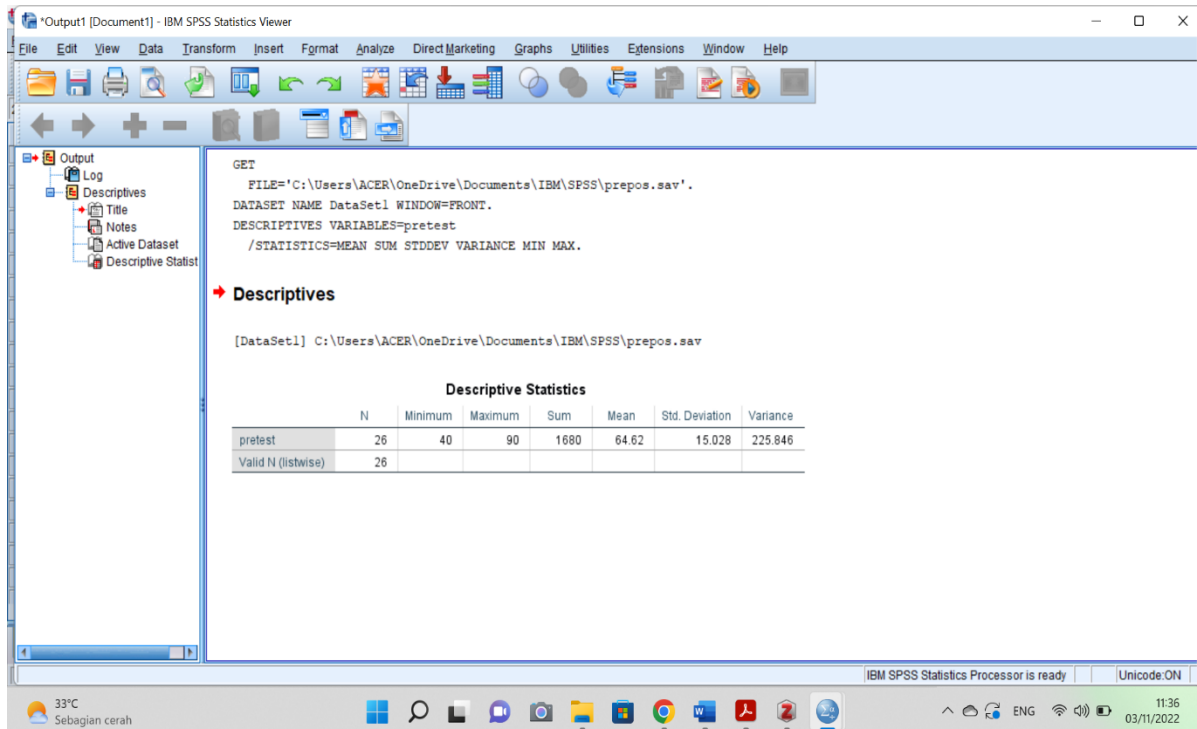 *Output1 [Document1] - IBM SPSS Statistics Viewer
File Edit View Data Transform Insert Format Analyze Direct Marketing Graphs Utilities Extensions Window Help
Output
Log
Descriptives
Title
Notes
Active Dataset
Descriptive Statist
GET
FILE='C:\Users\ACER\OneDrive\Documents\IBM\SPSS\prepos.sav'.
DATASET NAME DataSet1 WINDOW=FRONT.
DESCRIPTIVES VARIABLES=pretest
/STATISTICS=MEAN SUM STDDEV VARIANCE MIN MAX.
Descriptives
[DataSet1] C:\Users\ACER\OneDrive\Documents\IBM\SPSS\prepos.sav
Descriptive Statistics
N Minimum Maximum Sum Mean Std. Deviation Variance
pretest 26 40 90 1680 64.62 15.028 225.846
Valid N (listwise) 26
IBM SPSS Statistics Processor is ready Unicode:ON
33°C
Sebagian cerah
ENG
11:36
03/11/2022